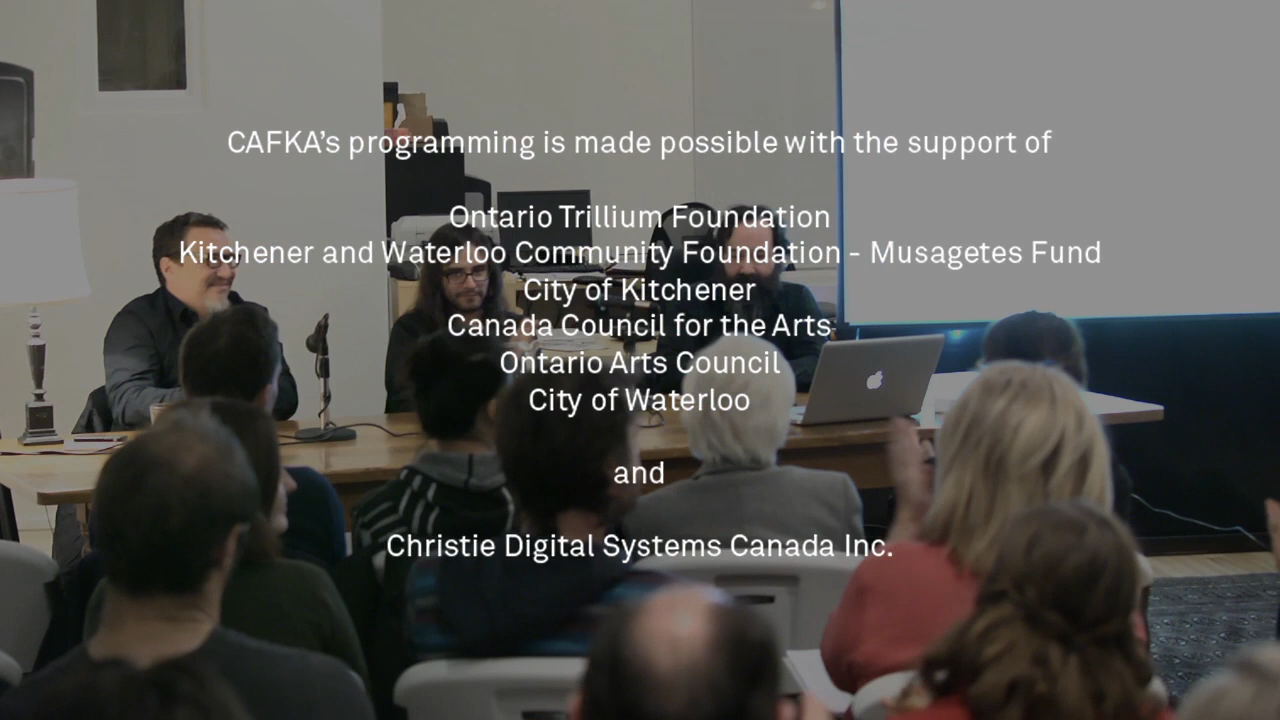 CAFKA's programming is made possible with the support of
Ontario Trillium Foundation
Kitchener and Waterloo Community Foundation - Musagetes Fund
City of Kitchener
Canada Council for the Arts
Ontario Arts Council
City of Waterloo
and
Christie Digital Systems Canada Inc.